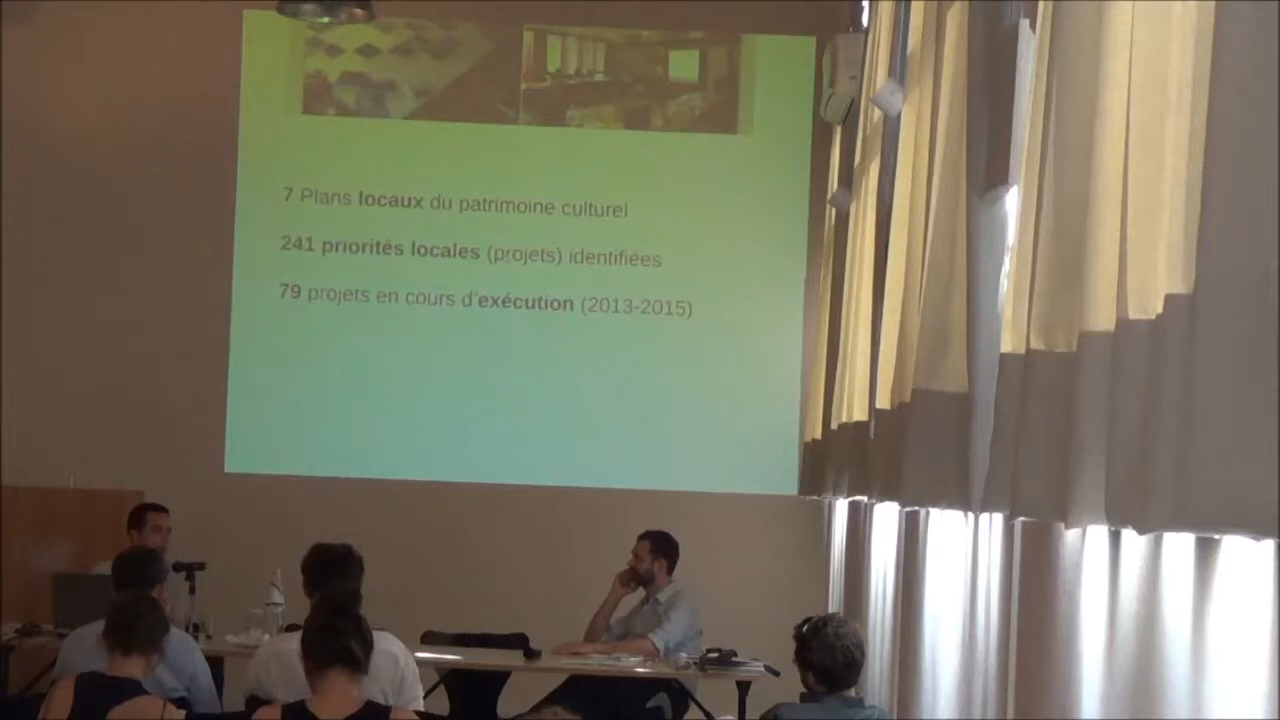 7 Plans locaux du patrimoine culturel
241 priorités locales (projets) identifiées
79 projets en cours d'exécution (2013-2015)